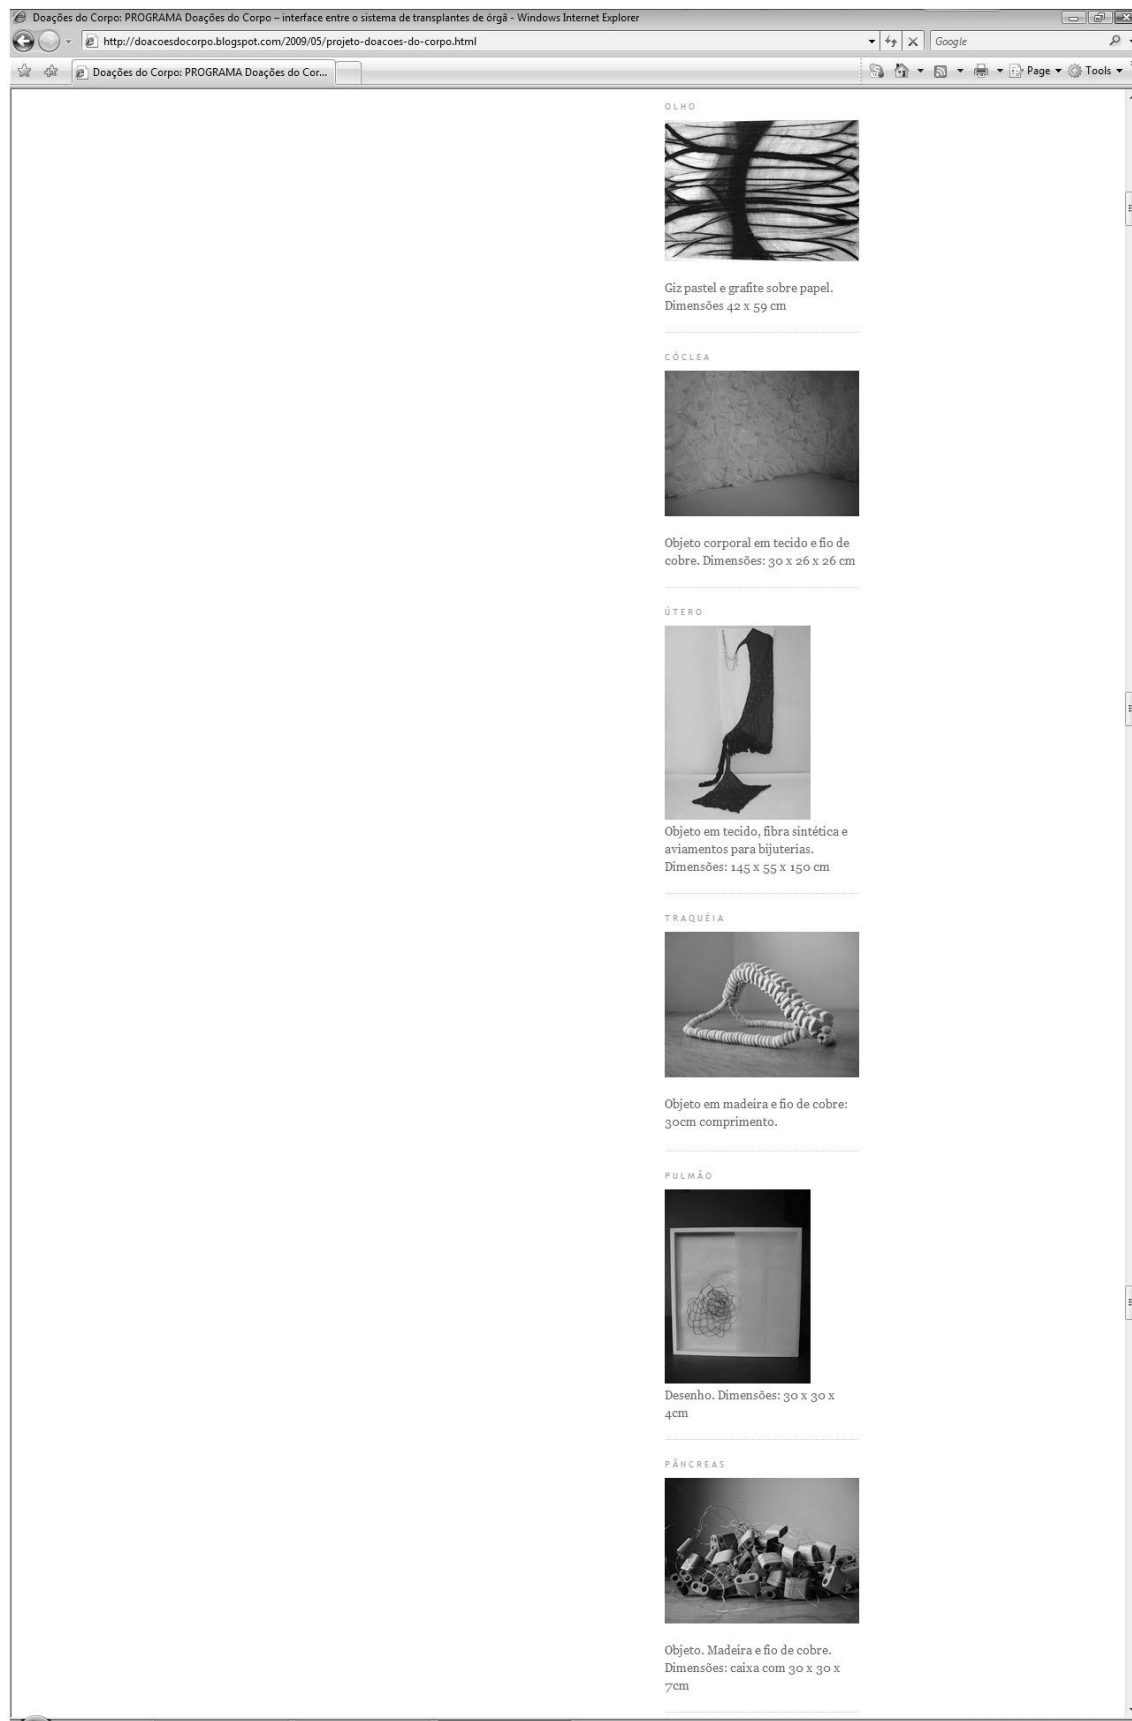 Doações do Corpo: PROGRAMA Doações do Corpo – interface entre o sistema de transplantes de órgã - Windows Internet Explorer
http://doacoesdocorpo.blogspot.com/2009/05/projeto-doacoes-do-corpo.html
Google
Doações do Corpo: PROGRAMA Doações do Cor...
Page
Tools
OLHO
Giz pastel e grafite sobre papel.
Dimensões 42 x 59 cm
CÓCLEA
Objeto corporal em tecido e fio de
cobre. Dimensões: 30 x 26 x 26 cm
ÚTERO
Objeto em tecido, fibra sintética e
aviamentos para bijuterias.
Dimensões: 145 x 55 x 150 cm
TRAQUÉIA
Objeto em madeira e fio de cobre:
30cm comprimento.
PULMÃO
Desenho. Dimensões: 30 x 30 x
4cm
PÂNCREAS
Objeto. Madeira e fio de cobre.
Dimensões: caixa com 30 x 30 x
7cm